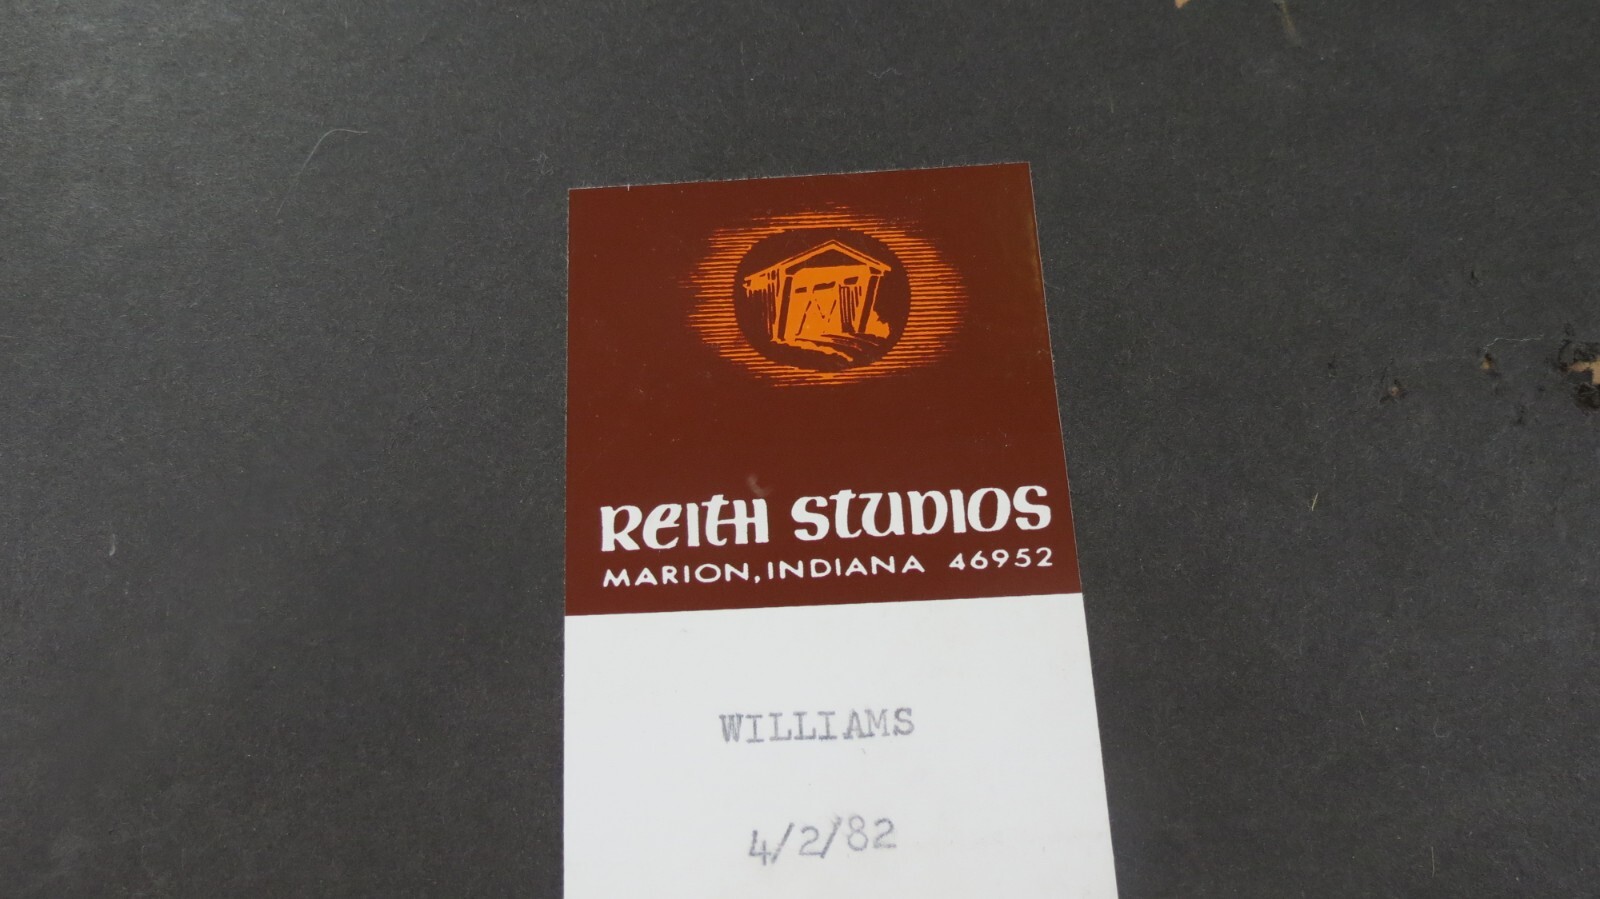 REITH STUDIOS
MARION, INDIANA 46952
WILLIAMS
4/2/82